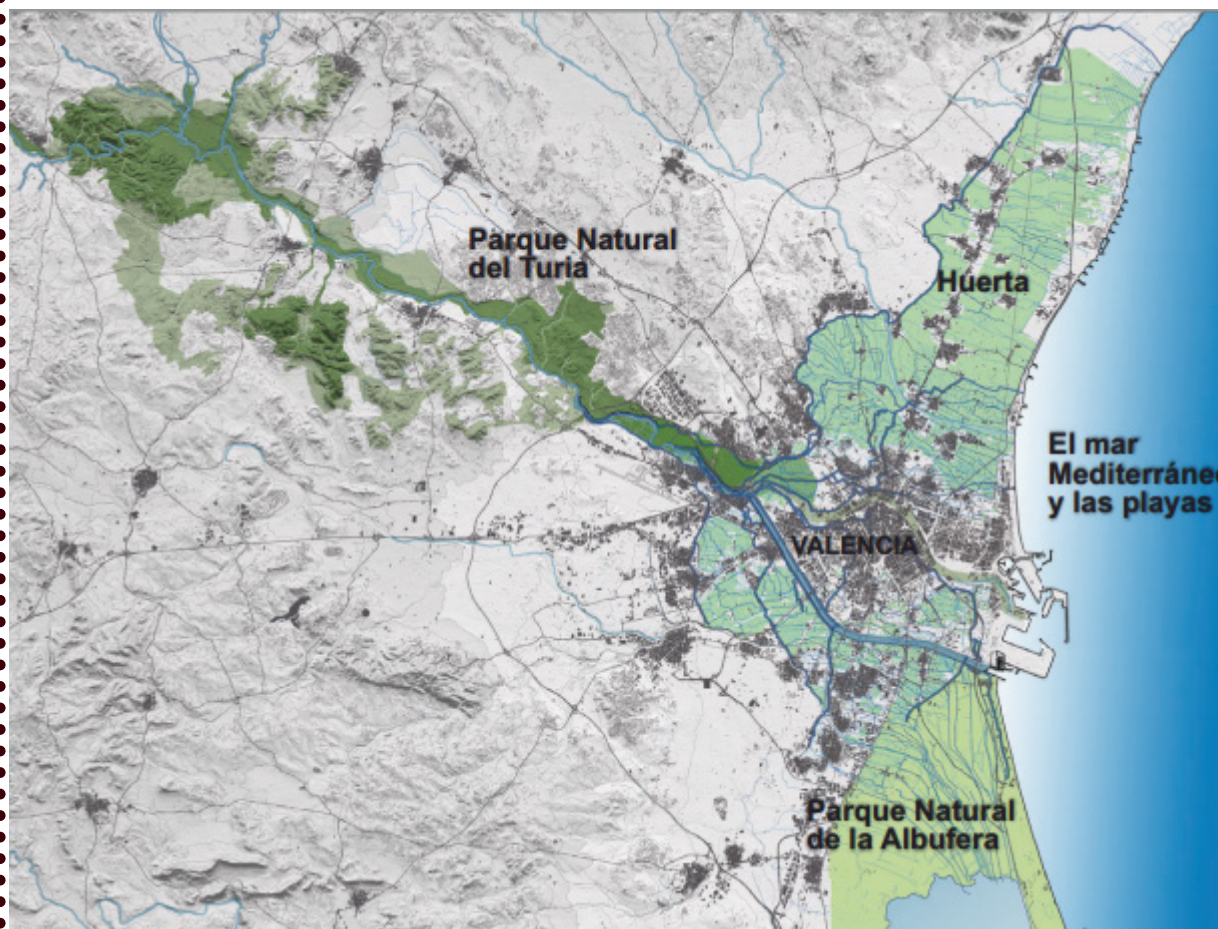 Parque Natural
del Turia
Huerta
El mar
Mediterráneo
y las playas
VALENCIA
Parque Natural
de la Albufera